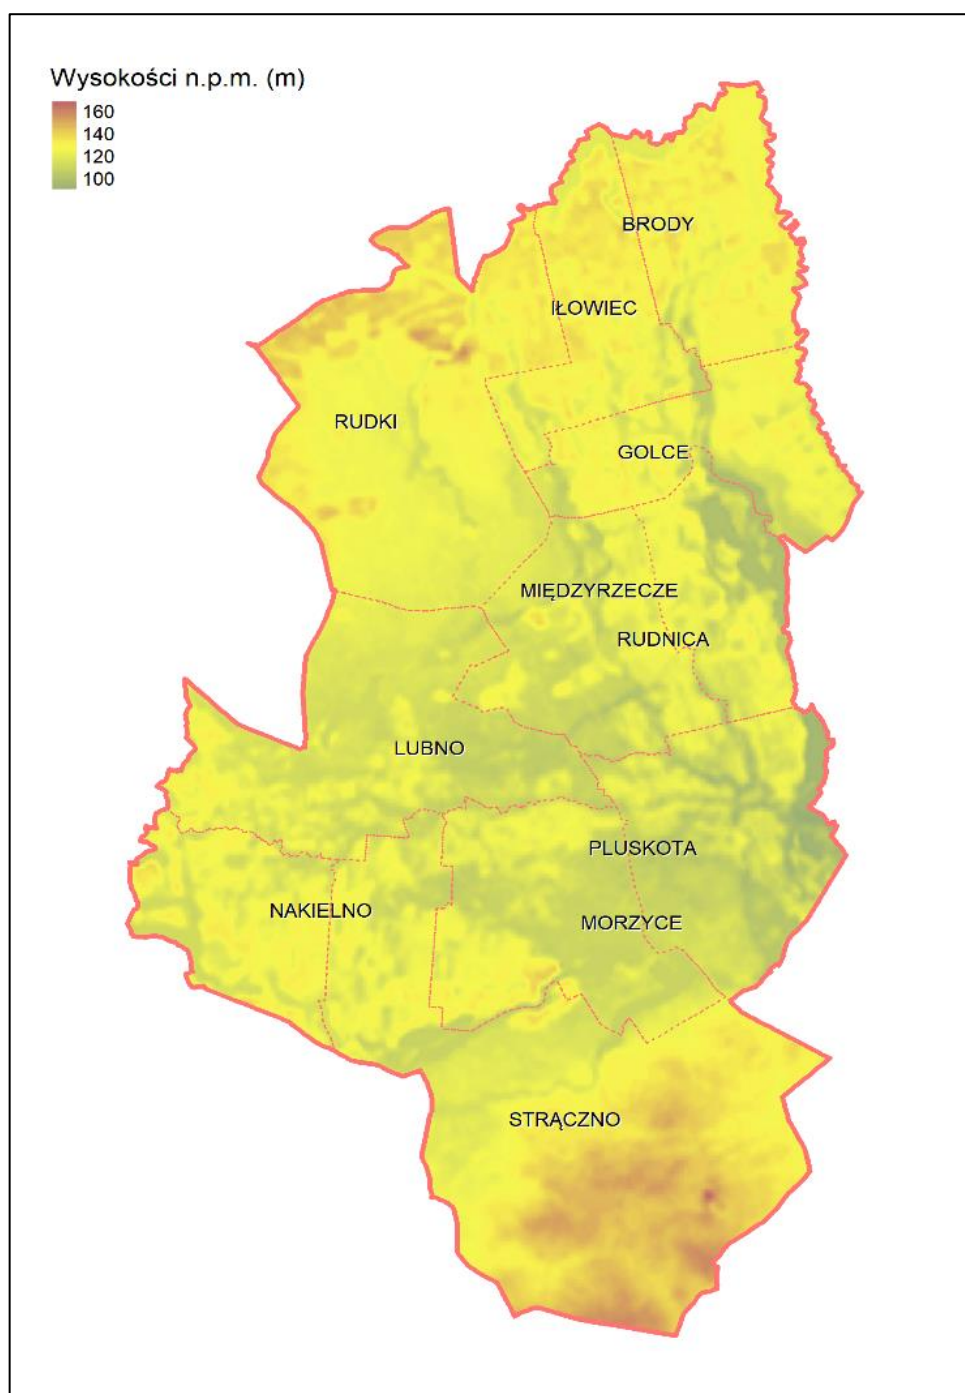 Wysokości n.p.m. (m)
160
140
120
100
BRODY
IŁOWIEC
RUDKI
GOLCE
MIĘDZYRZECZE
RUDNICA
LUBNO
PLUSKOTA
NAKIELNO
MORZYCE
STRĄCZNO